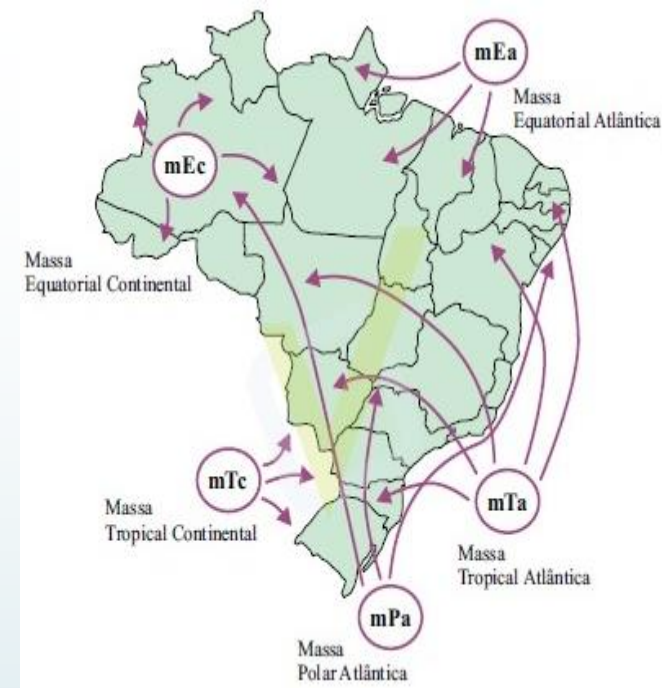 mEa
Massa
Equatorial Atlântica
mEc
Massa
Equatorial Continental
mTc
Massa
Tropical Continental
mTa
Massa
Tropical Atlântica
mPa
Massa
Polar Atlântica